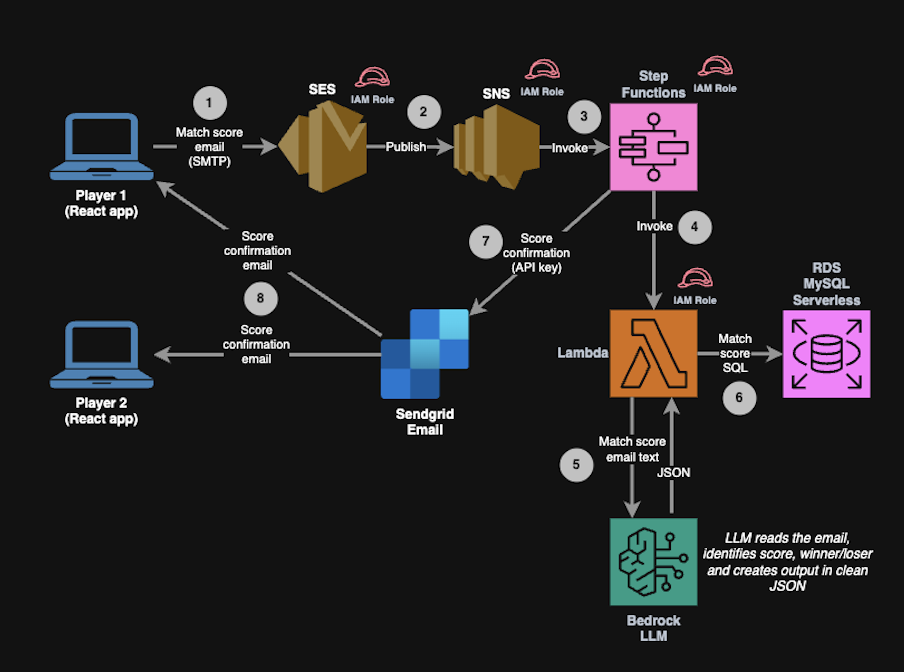 SES
IAM Role
SNS
IAM Role
Step
Functions
IAM Role
1
Match score
email
(SMTP)
2
Publish
3
Invoke
Player 1
(React app)
Score
confirmation
email
7
Score
confirmation
(API key)
Invoke
4
IAM Role
RDS
MySQL
Serverless
8
Score
confirmation
email
Lambda
Match
score
SQL
6
Player 2
(React app)
Sendgrid
Email
5
Match score
email text
JSON
LLM reads the email,
identifies score, winner/loser
and creates output in clean
JSON
Bedrock
LLM